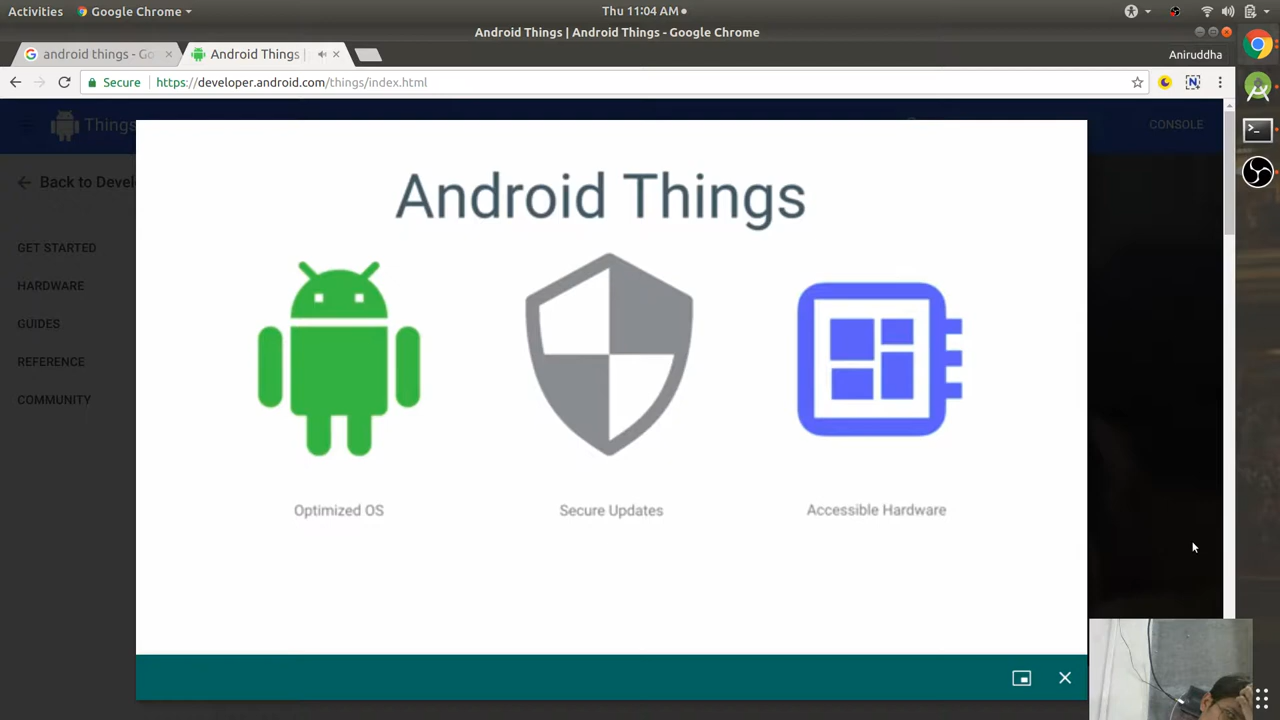 Activities Google Chrome Thu 11:04 AM
Android Things | Android Things - Google Chrome
android things - Go
Android Things |
Aniruddha
Secure https://developer.android.com/things/index.html
Things
CONSOLE
Back to Devel
GET STARTED
HARDWARE
GUIDES
REFERENCE
COMMUNITY
Android Things
Optimized OS
Secure Updates
Accessible Hardware